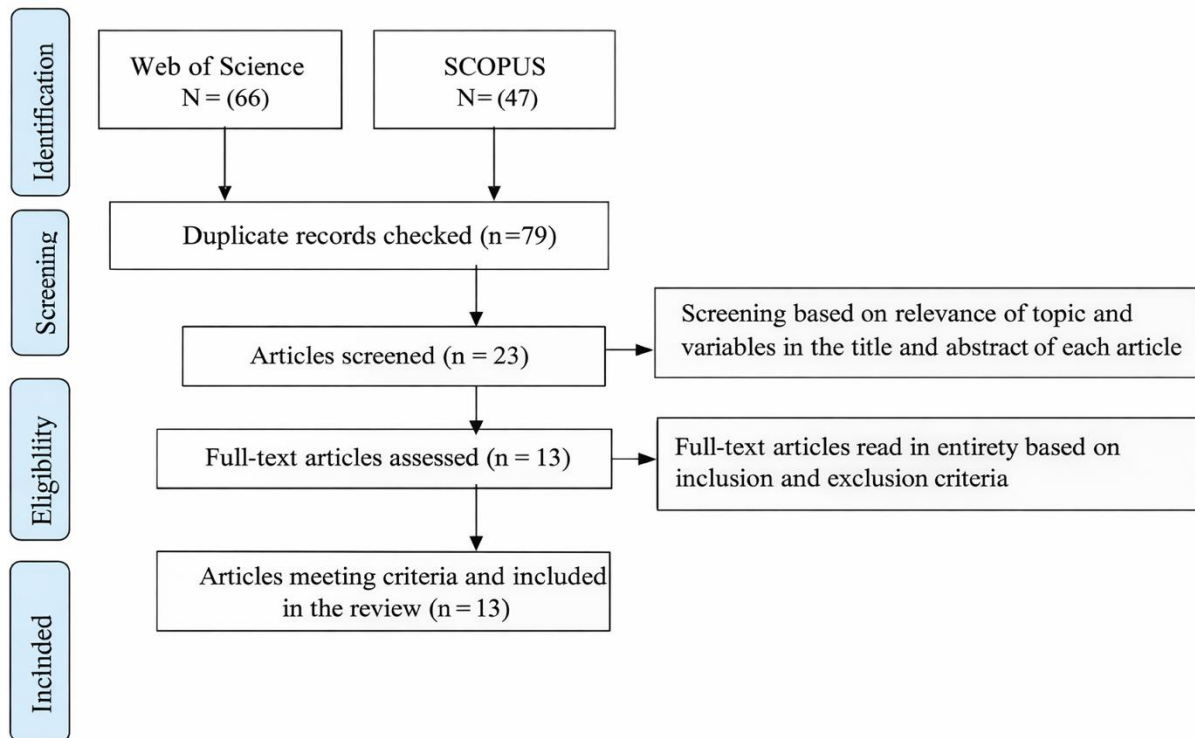 Identification
Web of Science
N = (66)
SCOPUS
N= (47)
Screening
Duplicate records checked (n=79)
Articles screened (n = 23)
Screening based on relevance of topic and
variables in the title and abstract of each article
Eligibility
Full-text articles assessed (n = 13)
Full-text articles read in entirety based on
inclusion and exclusion criteria
Included
Articles meeting criteria and included
in the review (n = 13)